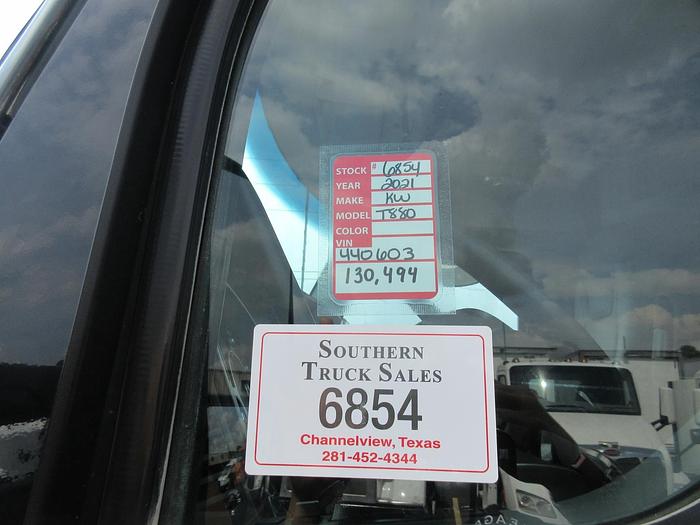 STOCK # 6854
YEAR 2021
MAKE KW
MODEL T880
COLOR
VIN
440603
130,494
SOUTHERN
TRUCK SALES
6854
Channelview, Texas
281-452-4344